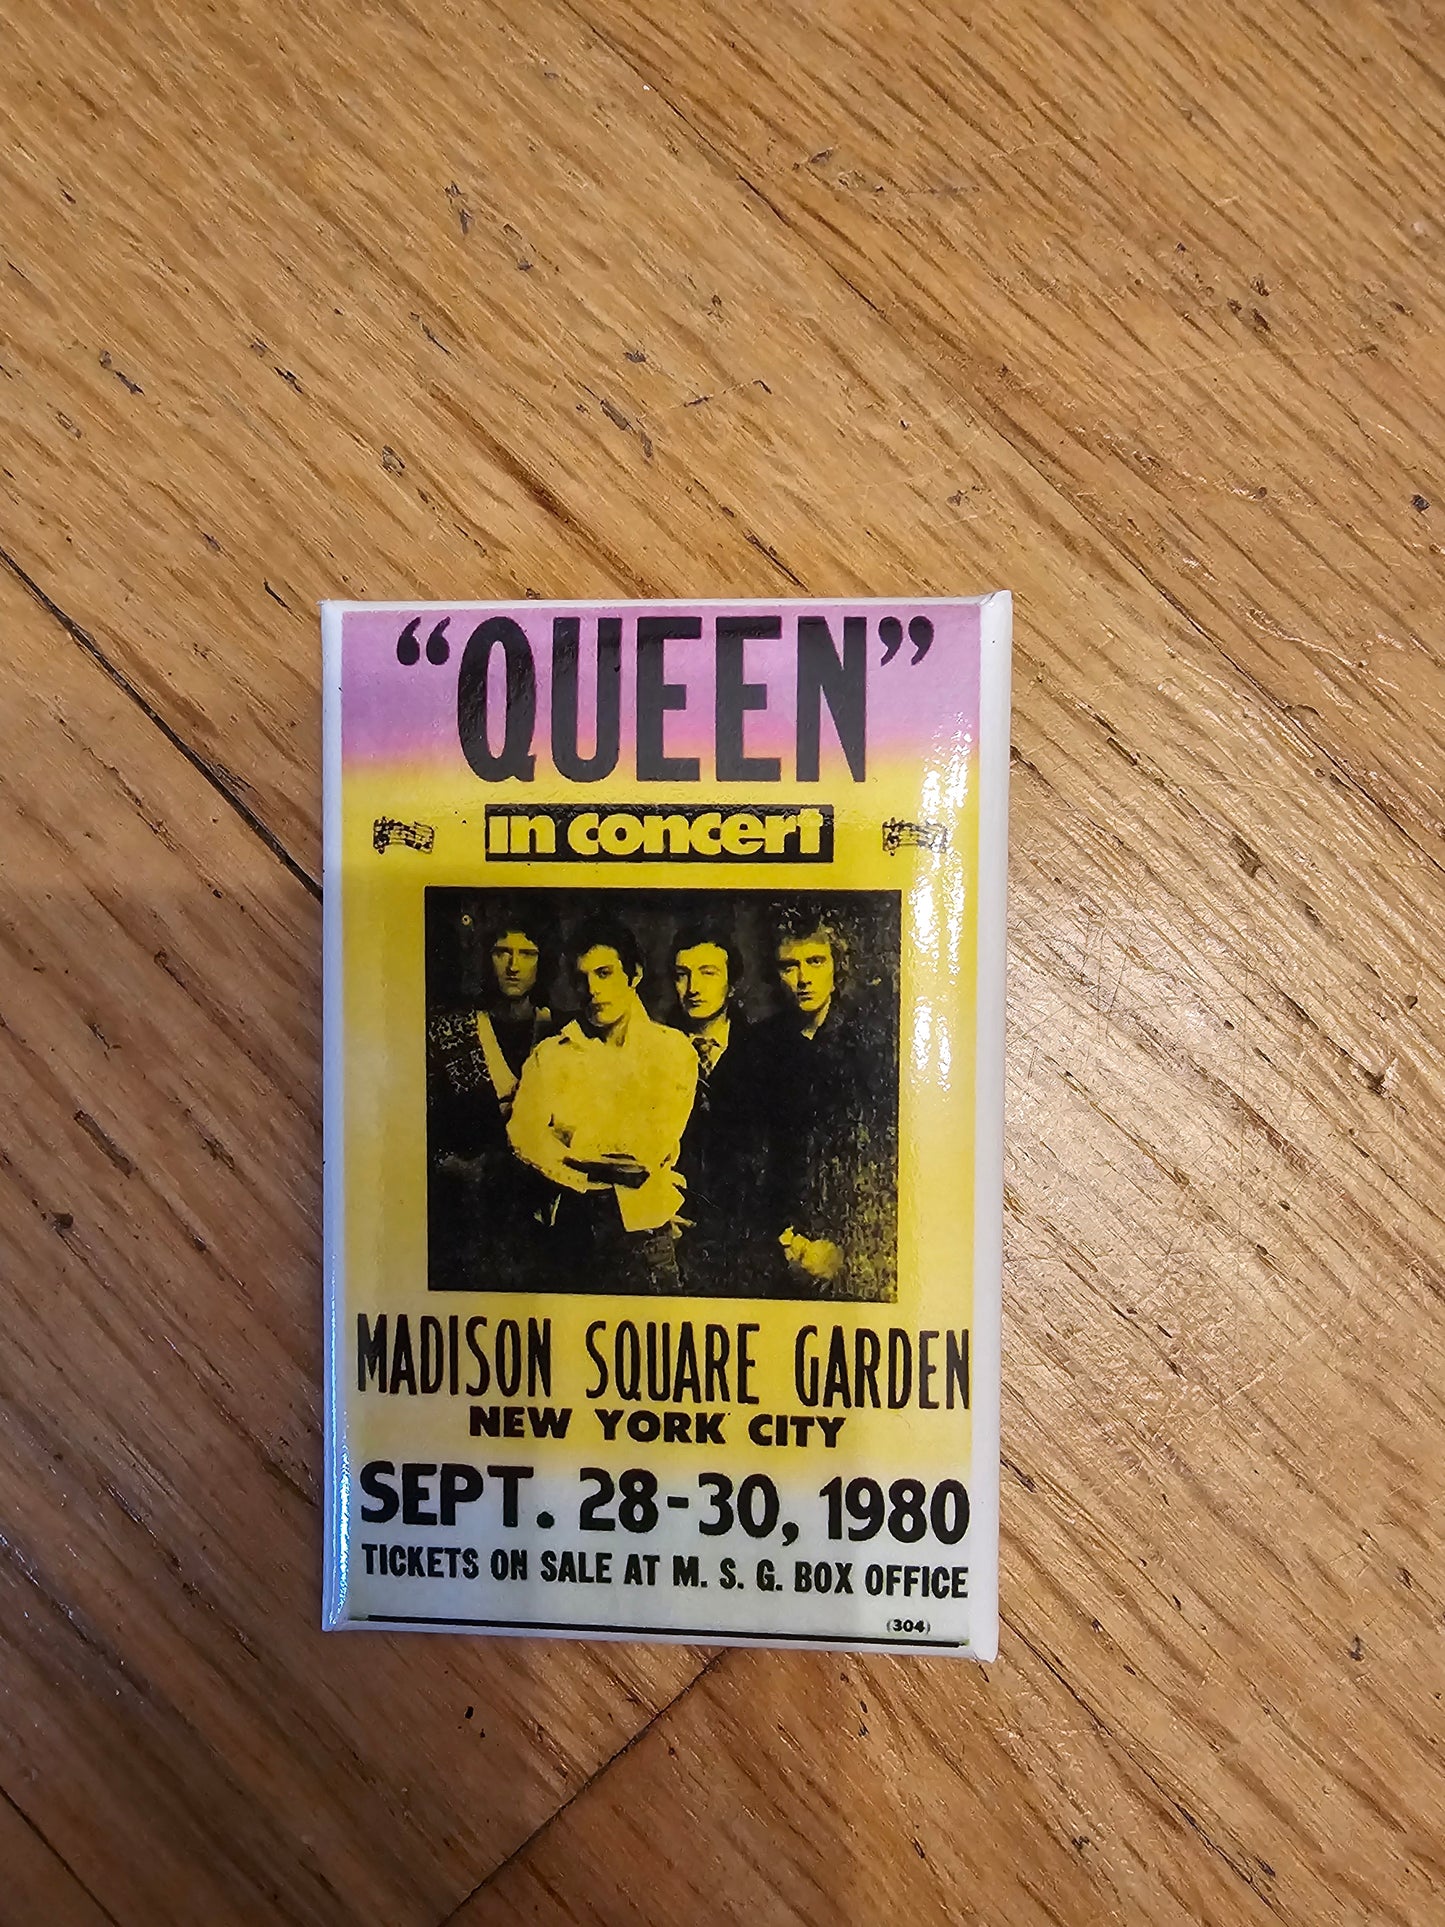 “QUEEN”
in concert
MADISON SQUARE GARDEN
NEW YORK CITY
SEPT. 28-30, 1980
TICKETS ON SALE AT M. S. G. BOX OFFICE
(304)